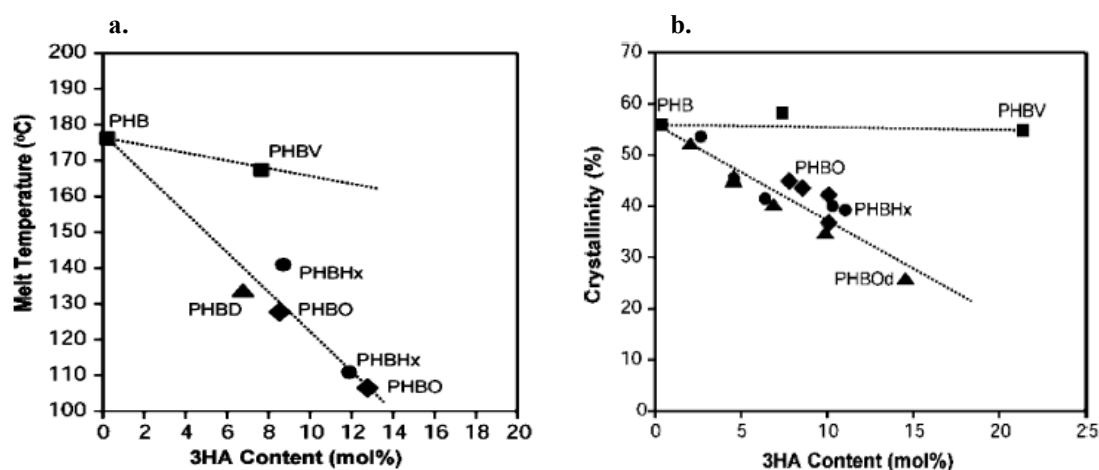 a.
200
190
180
170
160
150
140
130
120
110
100
Melt Temperature (ºC)
PHB
PHBV
PHBHx
PHBD
PHBO
PHBHx
PHBO
0 2 4 6 8 10 12 14 16 18 20
3HA Content (mol%)
b.
70
60
50
40
30
20
10
0
Crystallinity (%)
PHB
PHBV
PHBO
PHBHx
PHBOd
0 5 10 15 20 25
3HA Content (mol%)